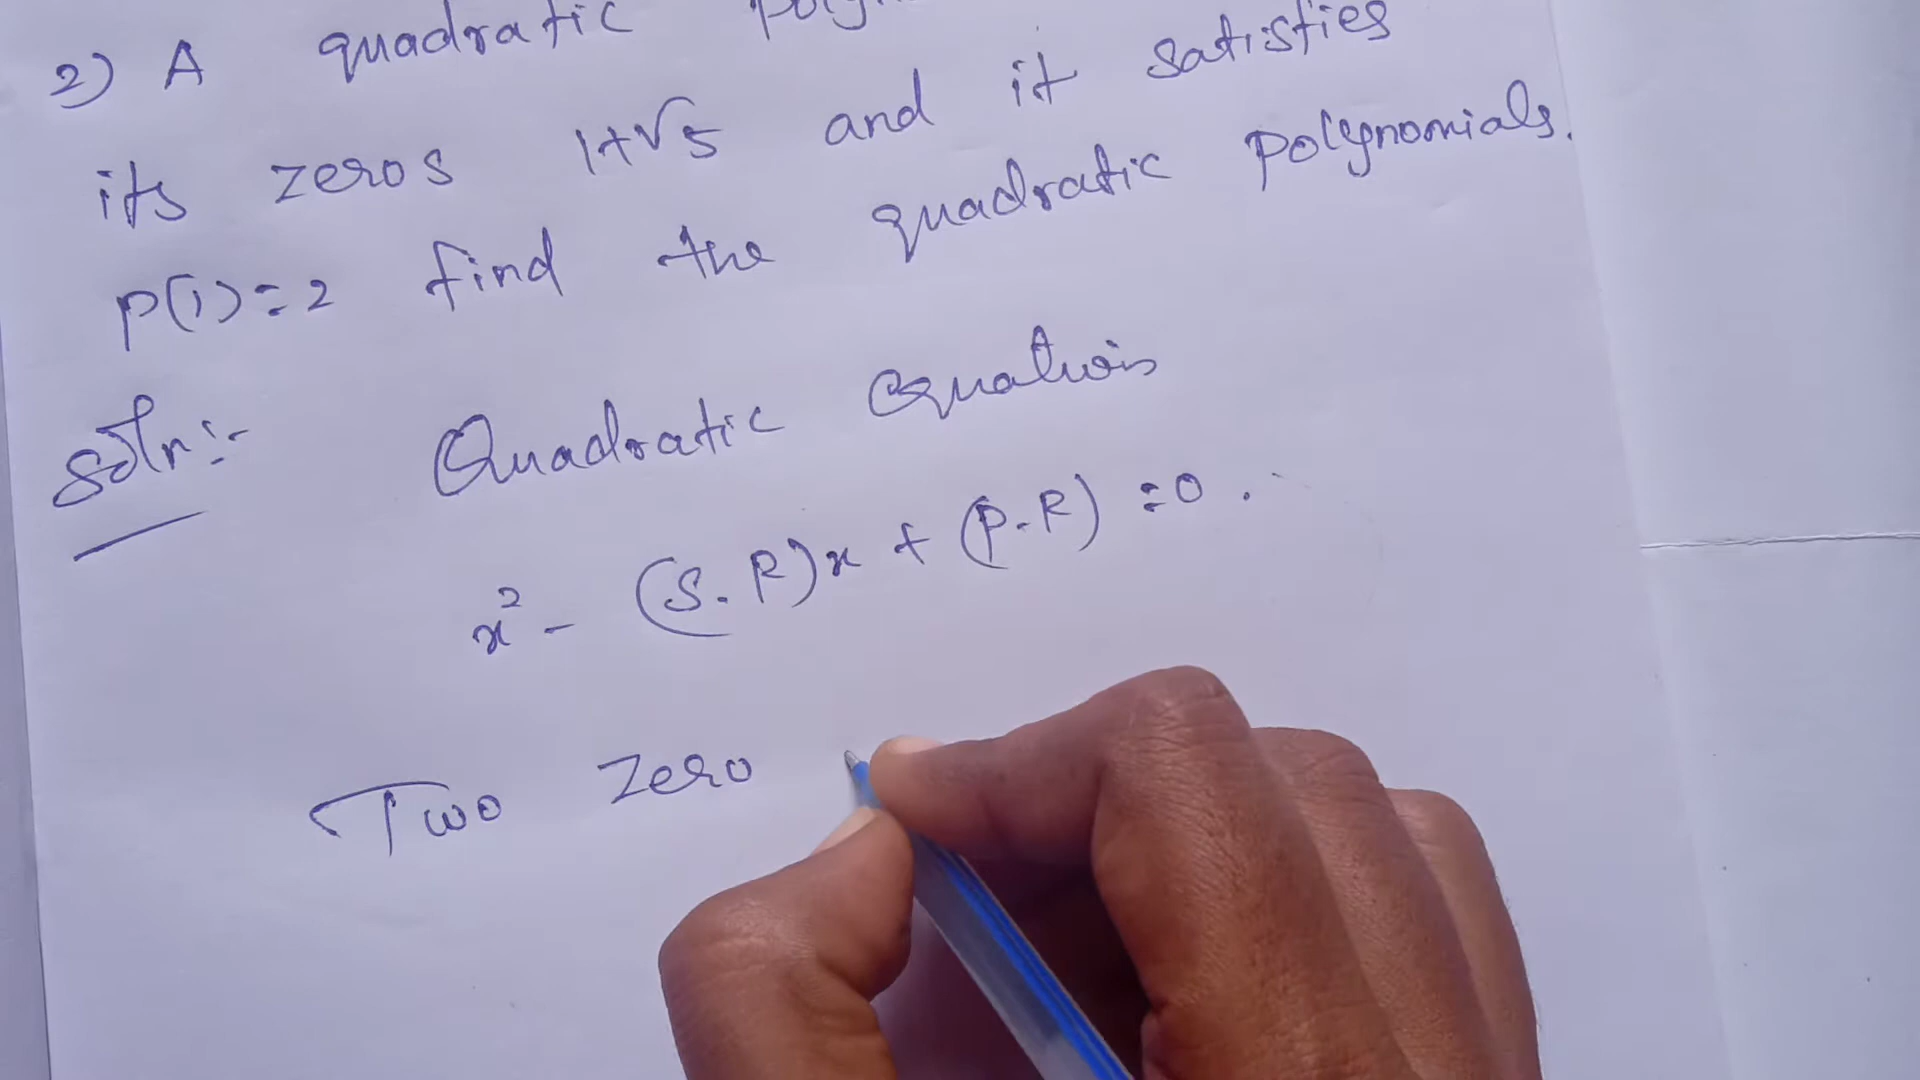 2) A quadratic
its zeros 1+√5 and it satisfies
P(1)=2 find the quadratic polynomials.
Soln:- Quadratic Equation
x² - (S.R)x + (P.R) = 0.
Two Zero